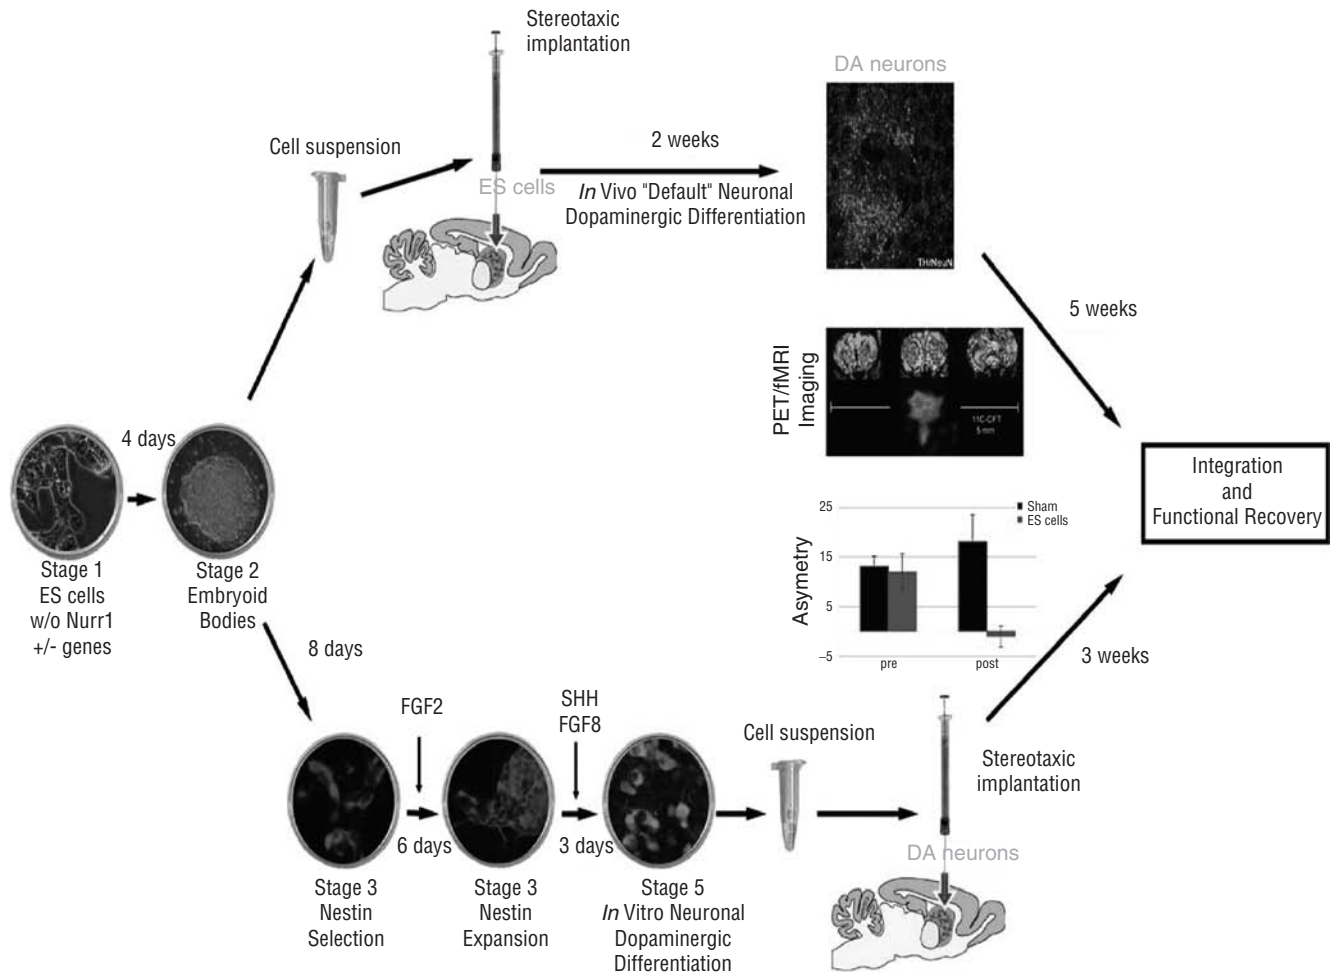 Stereotaxic
implantation
DA neurons
Cell suspension
2 weeks
ES cells
In Vivo "Default" Neuronal
Dopaminergic Differentiation
TH/NeuN
5 weeks
PET/fMRI
Imaging
11C-CFT
5 mm
4 days
Integration
and
Functional Recovery
Stage 1
ES cells
w/o Nurr1
+/- genes
Stage 2
Embryoid
Bodies
25
Sham
ES cells
15
Asymetry
5
-5
pre
post
8 days
3 weeks
FGF2
SHH
FGF8
Cell suspension
Stereotaxic
implantation
6 days
3 days
DA neurons
Stage 3
Nestin
Selection
Stage 3
Nestin
Expansion
Stage 5
In Vitro Neuronal
Dopaminergic
Differentiation